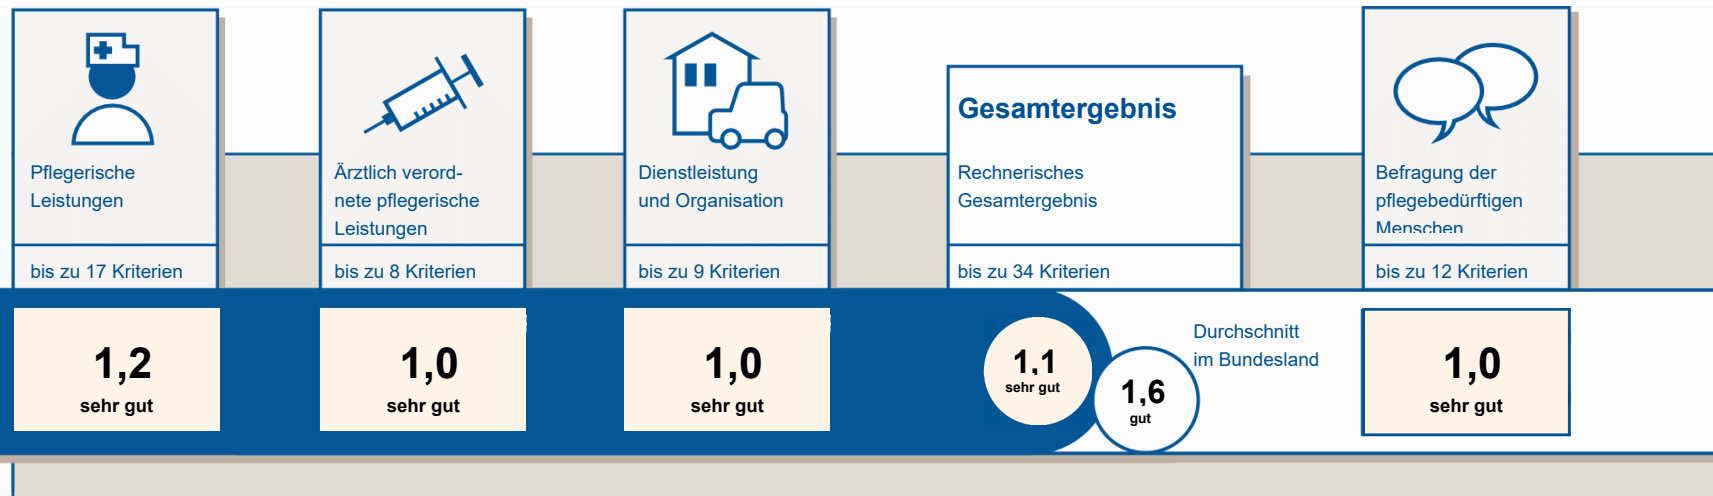 Pflegerische
Leistungen
bis zu 17 Kriterien
1,2
sehr gut
Ärztlich verord-
nete pflegerische
Leistungen
bis zu 8 Kriterien
1,0
sehr gut
Dienstleistung
und Organisation
bis zu 9 Kriterien
1,0
sehr gut
Gesamtergebnis
Rechnerisches
Gesamtergebnis
bis zu 34 Kriterien
1,1
sehr gut
1,6
gut
Durchschnitt
im Bundesland
Befragung der
pflegebedürftigen
Menschen
bis zu 12 Kriterien
1,0
sehr gut